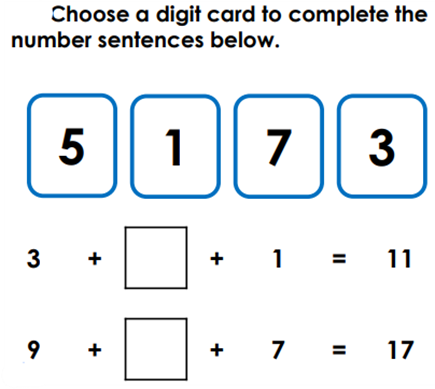 Choose a digit card to complete the
number sentences below.
5 1 7 3
3 + + 1 = 11
9 + + 7 = 17